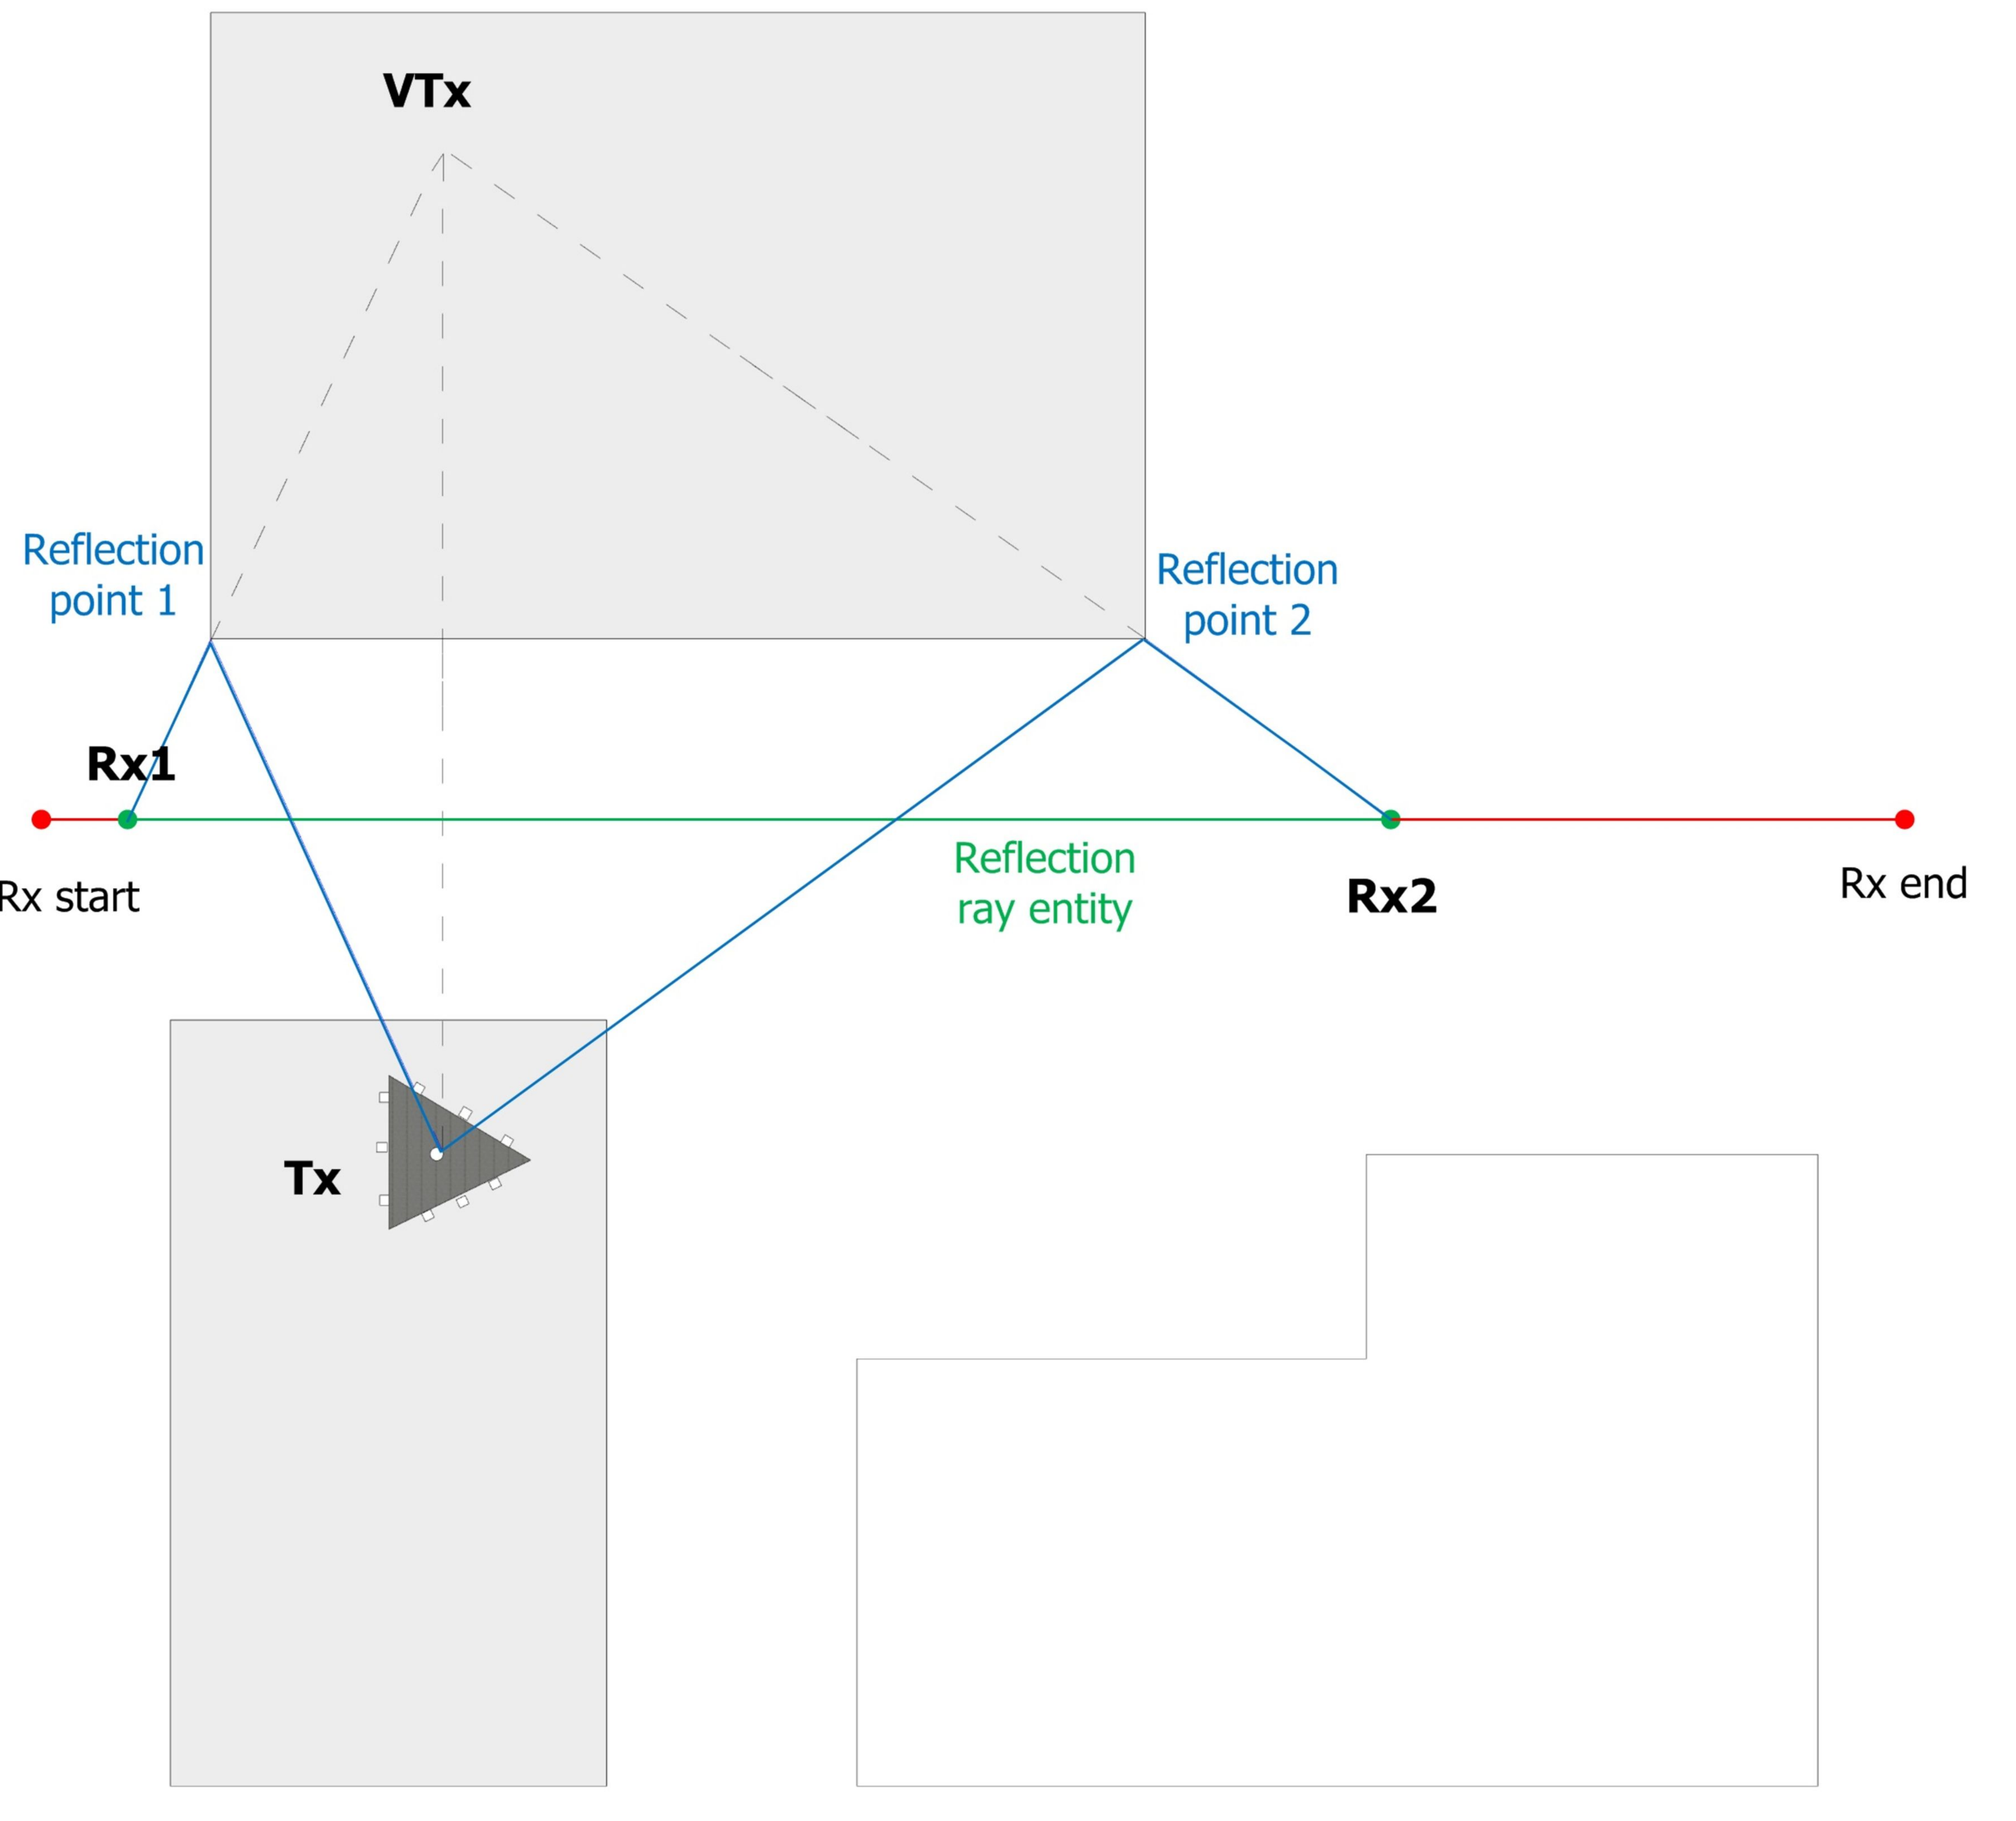 VTx
Reflection
point 1
Reflection
point 2
Rx1
Rx start
Reflection
ray entity
Rx2
Rx end
Tx